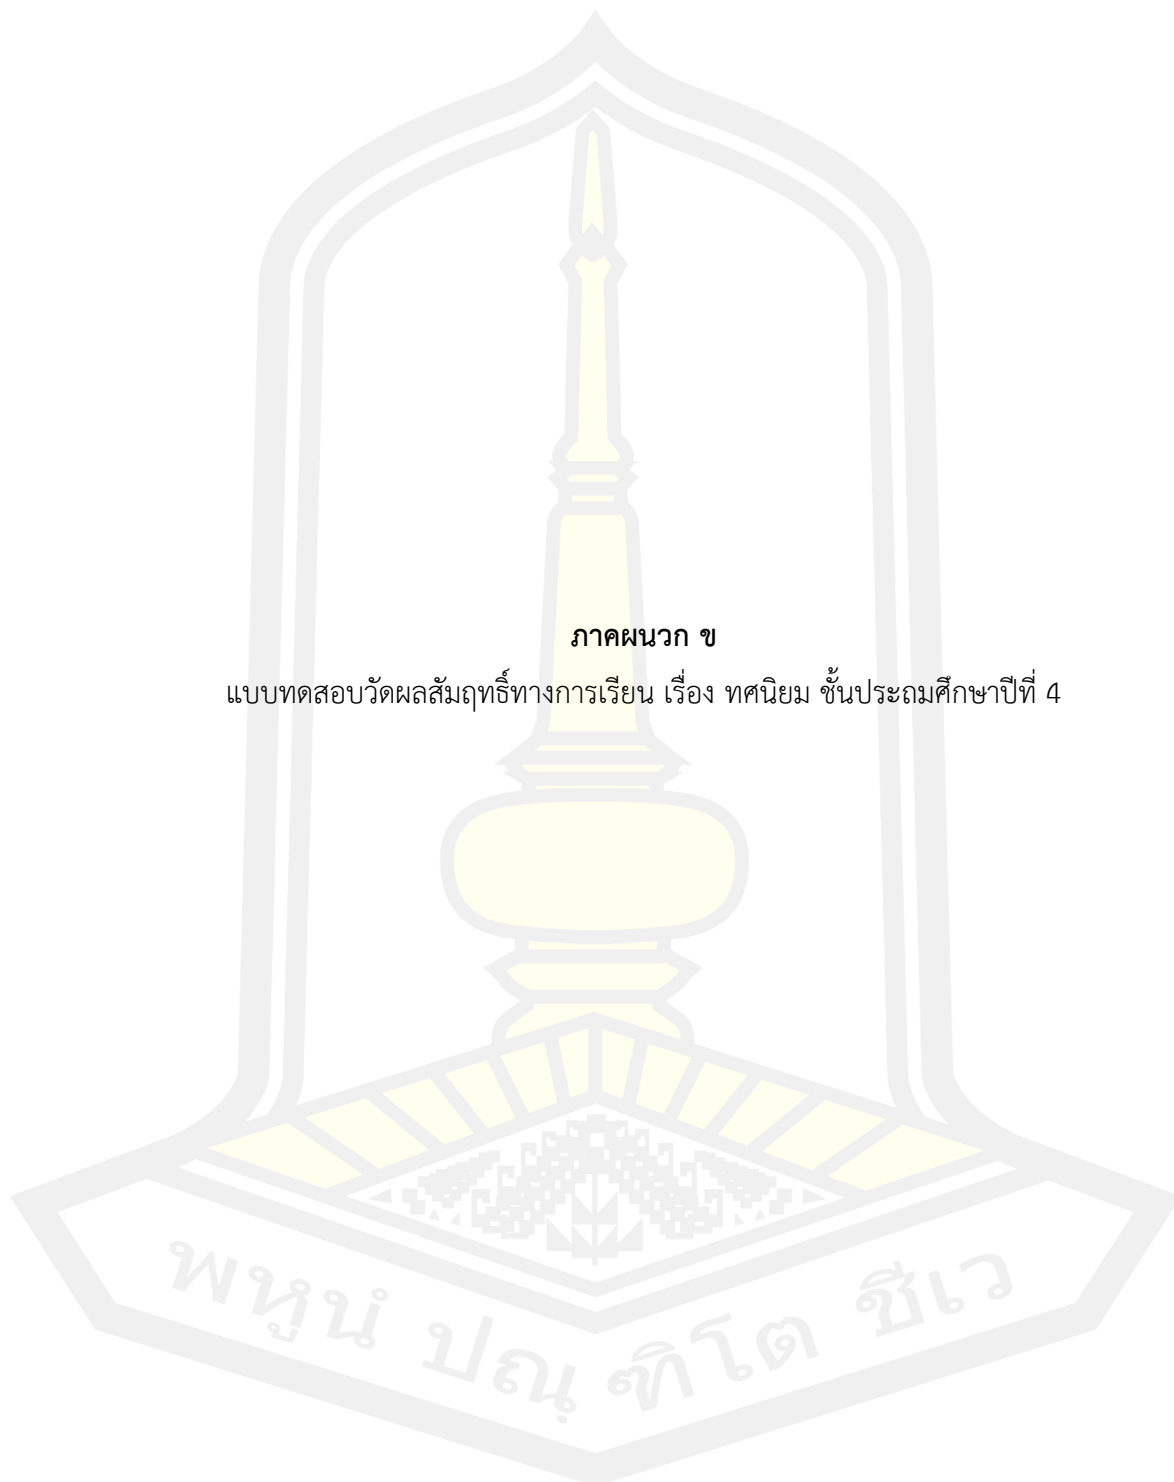 ภาคผนวก ข
แบบทดสอบวัดผลสัมฤทธิ์ทางการเรียน เรื่อง ทศนิยม ชั้นประถมศึกษาปีที่ 4
พหูนํ ปณฺฑิโต ชีเว